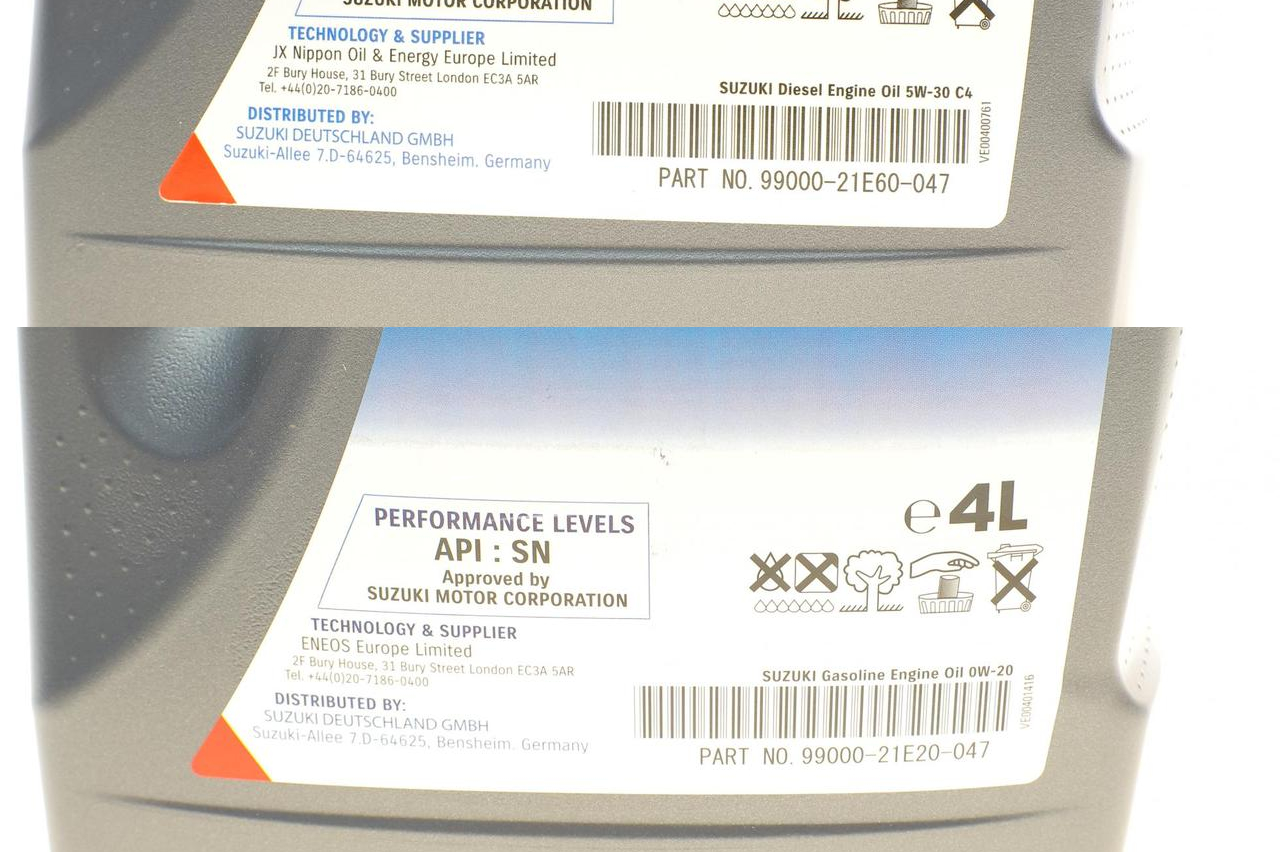 SUZUKI MOTOR CORPORATION
TECHNOLOGY & SUPPLIER
JX Nippon Oil & Energy Europe Limited
2F Bury House, 31 Bury Street London EC3A 5AR
Tel. +44(0)20-7186-0400
DISTRIBUTED BY:
SUZUKI DEUTSCHLAND GMBH
Suzuki-Allee 7.D-64625, Bensheim. Germany
SUZUKI Diesel Engine Oil 5W-30 C4
VE00400761
PART NO. 99000-21E60-047
PERFORMANCE LEVELS
API : SN
Approved by
SUZUKI MOTOR CORPORATION
e 4L
TECHNOLOGY & SUPPLIER
ENEOS Europe Limited
2F Bury House, 31 Bury Street London EC3A 5AR
Tel. +44(0)20-7186-0400
DISTRIBUTED BY:
SUZUKI DEUTSCHLAND GMBH
Suzuki-Allee 7.D-64625, Bensheim. Germany
SUZUKI Gasoline Engine Oil 0W-20
VE00401416
PART NO. 99000-21E20-047